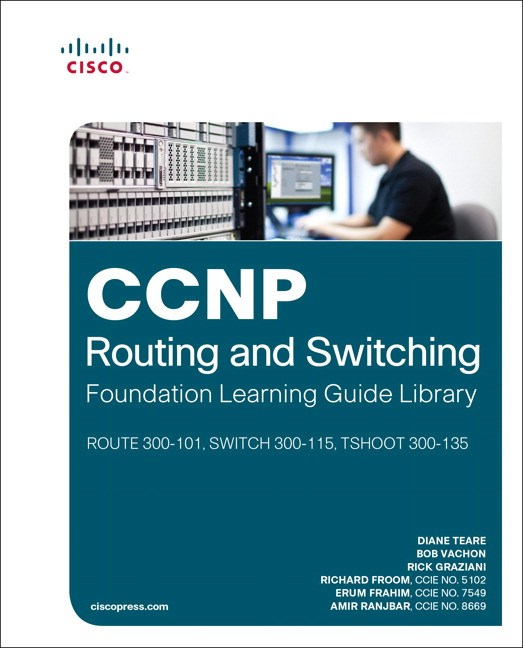 CISCO
CCNP
Routing and Switching
Foundation Learning Guide Library
ROUTE 300-101, SWITCH 300-115, TSHOOT 300-135
DIANE TEARE
BOB VACHON
RICK GRAZIANI
RICHARD FROOM, CCIE NO. 5102
ERUM FRAHIM, CCIE NO. 7549
AMIR RANJBAR, CCIE NO. 8669
ciscopress.com